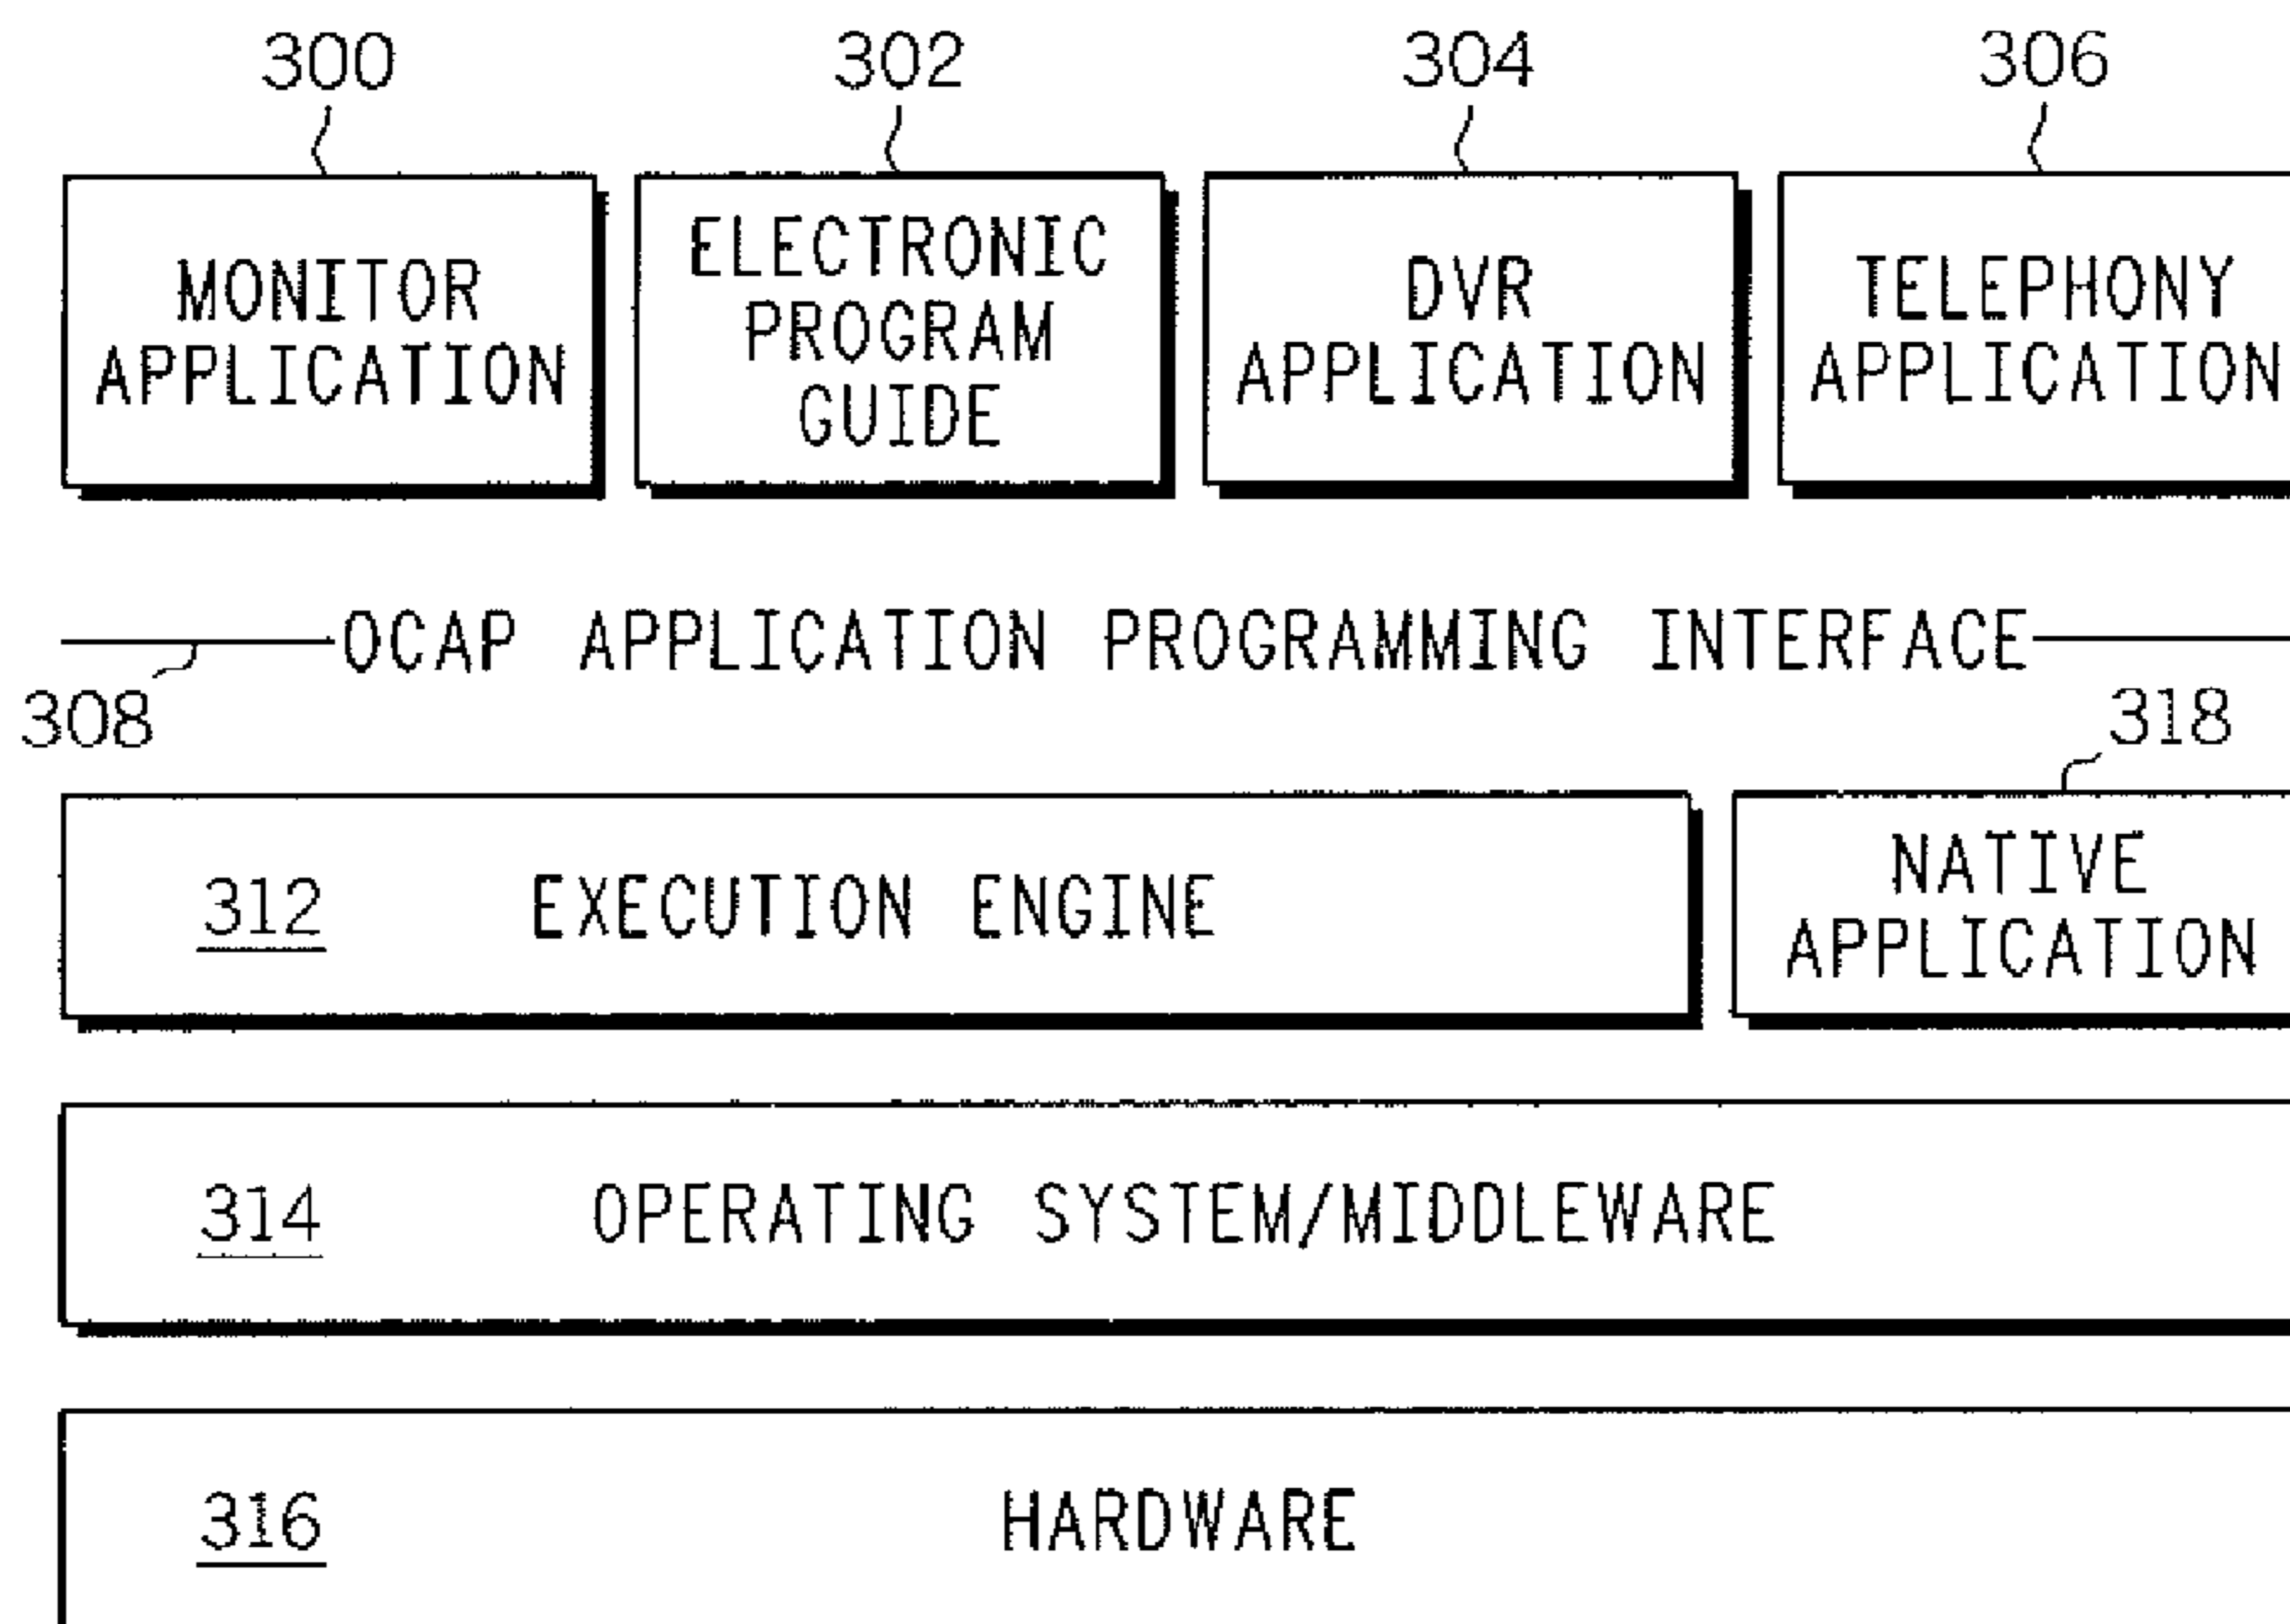 300
302
304
306
MONITOR
APPLICATION
ELECTRONIC
PROGRAM
GUIDE
DVR
APPLICATION
TELEPHONY
APPLICATION
OCAP APPLICATION PROGRAMMING INTERFACE
308
318
312 EXECUTION ENGINE
NATIVE
APPLICATION
314 OPERATING SYSTEM/MIDDLEWARE
316 HARDWARE